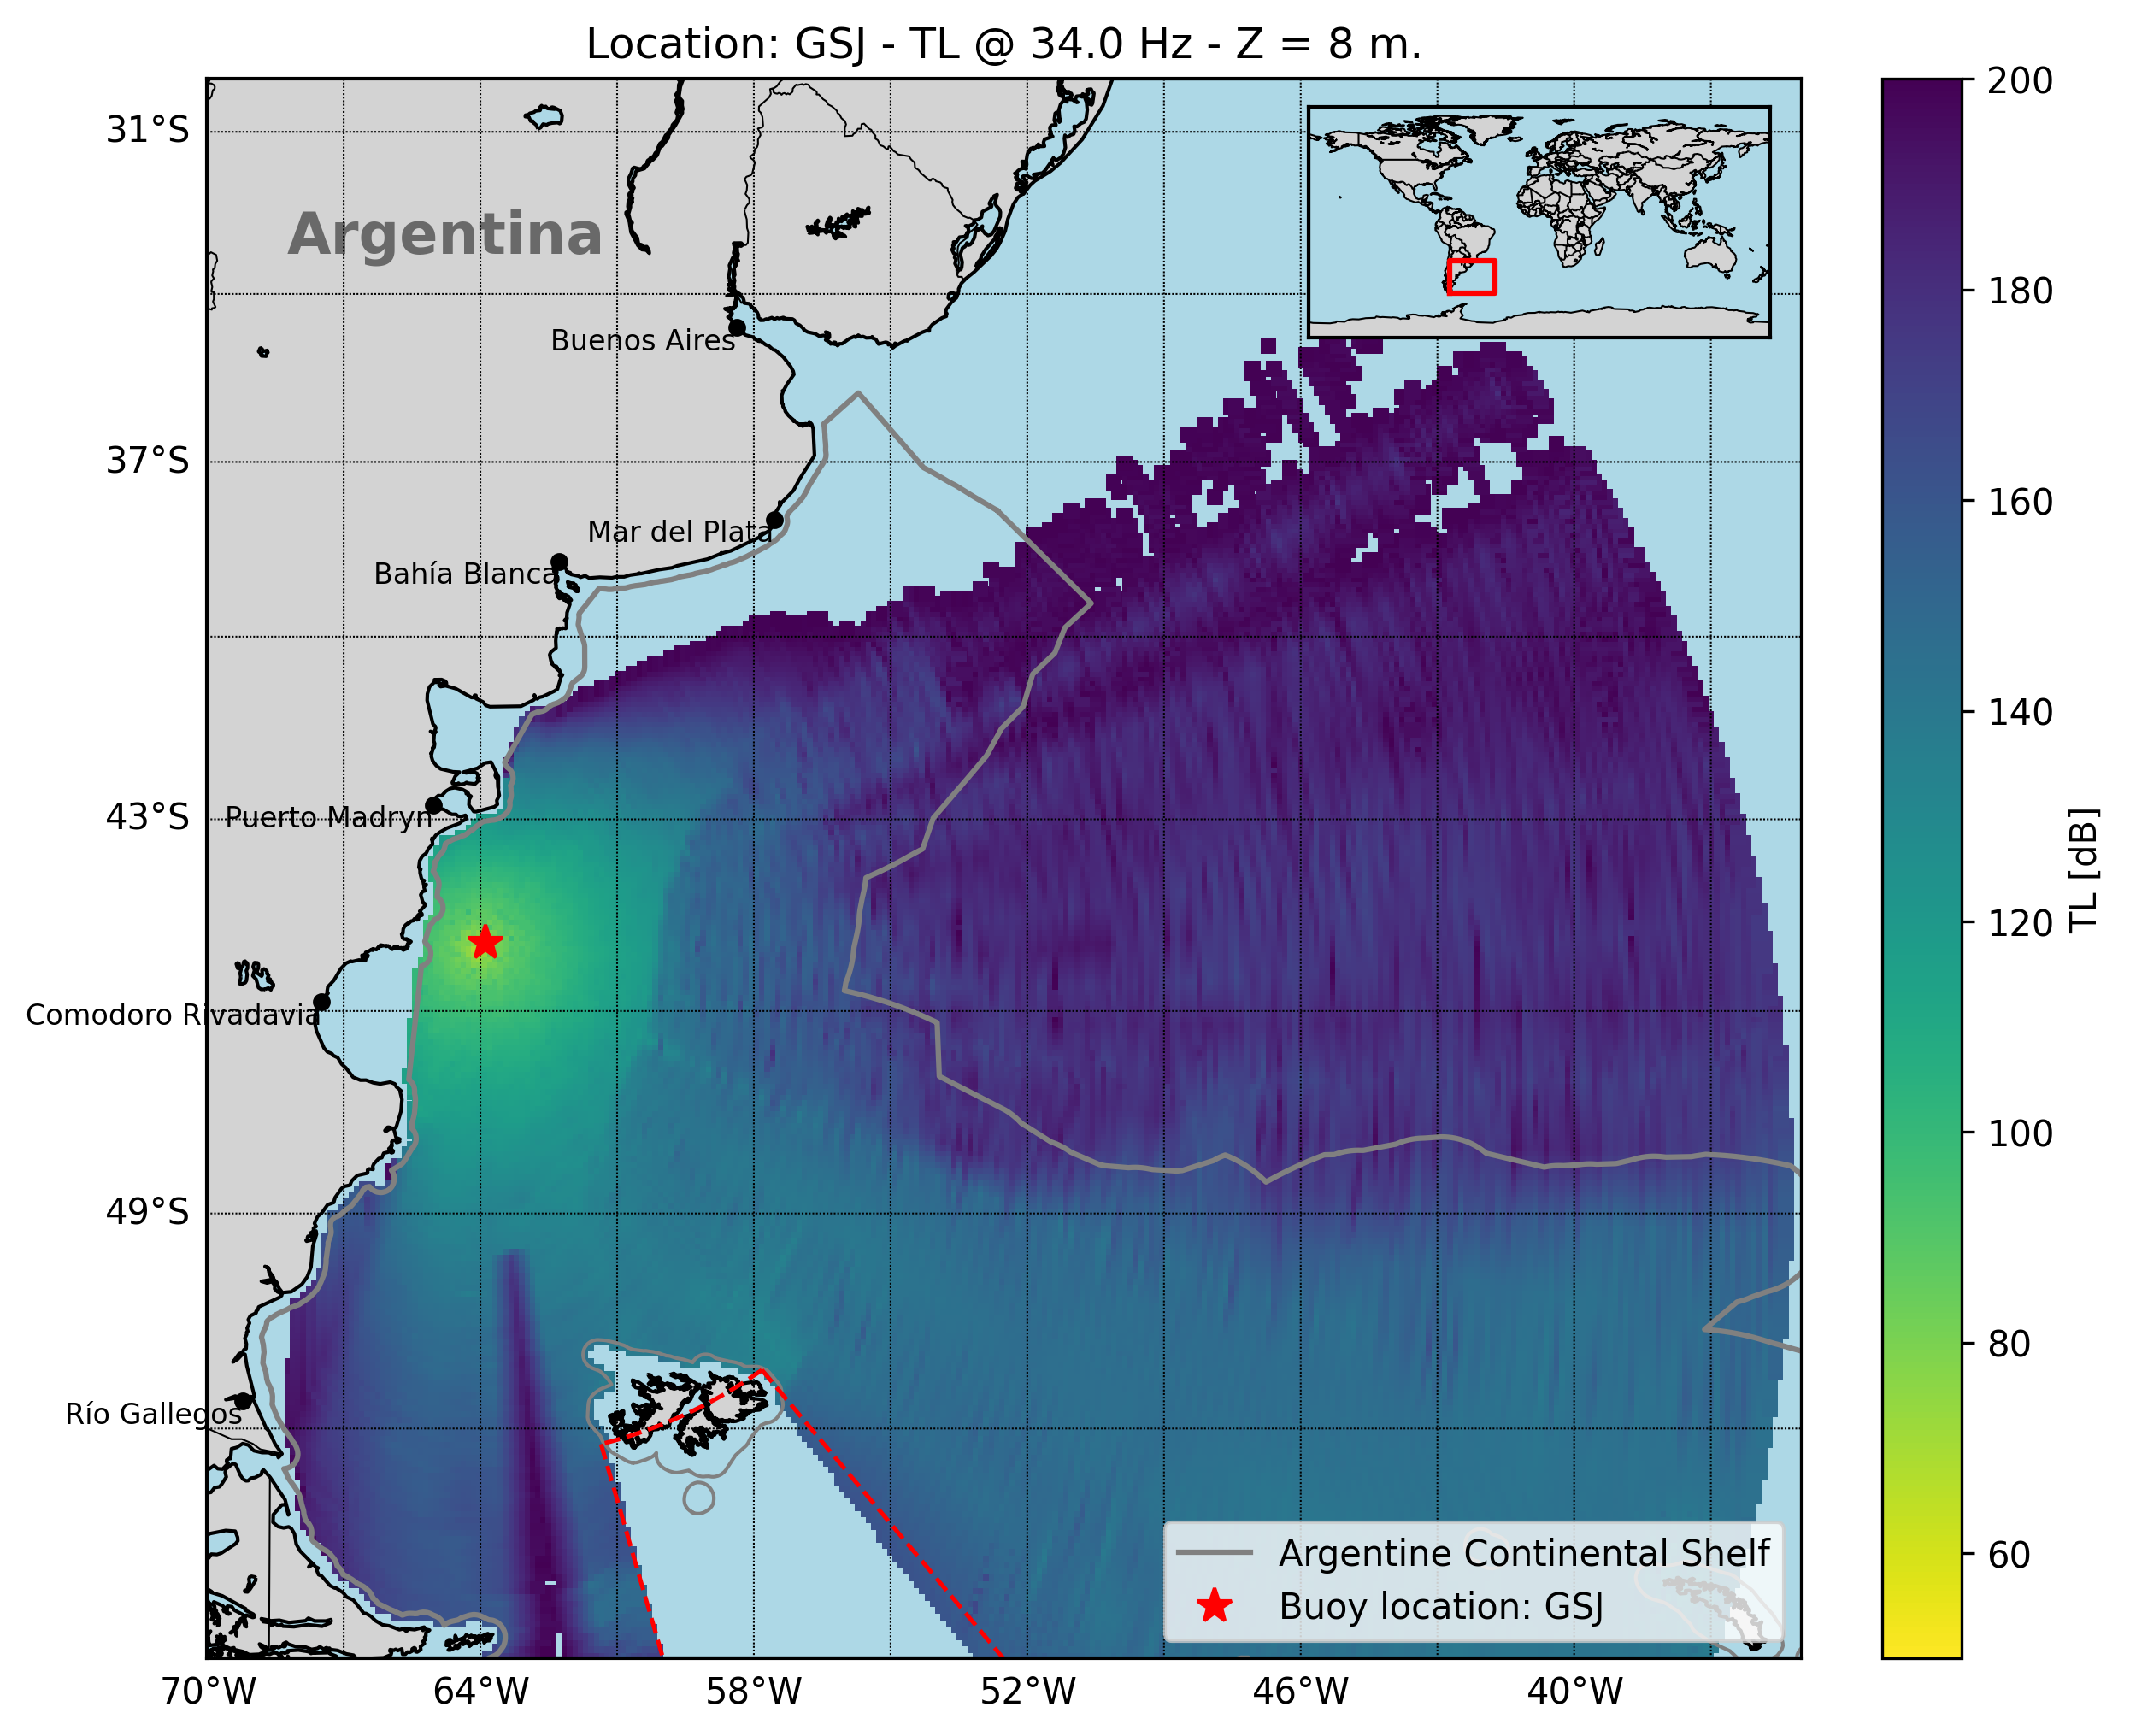 Location: GSJ - TL @ 34.0 Hz - Z = 8 m.
31°S
37°S
43°S
49°S
Argentina
Buenos Aires
Mar del Plata
Bahía Blanca
Puerto Madryn
Comodoro Rivadavia
Río Gallegos
Argentine Continental Shelf
Buoy location: GSJ
70°W
64°W
58°W
52°W
46°W
40°W
200
180
160
140
120
100
80
60
TL [dB]